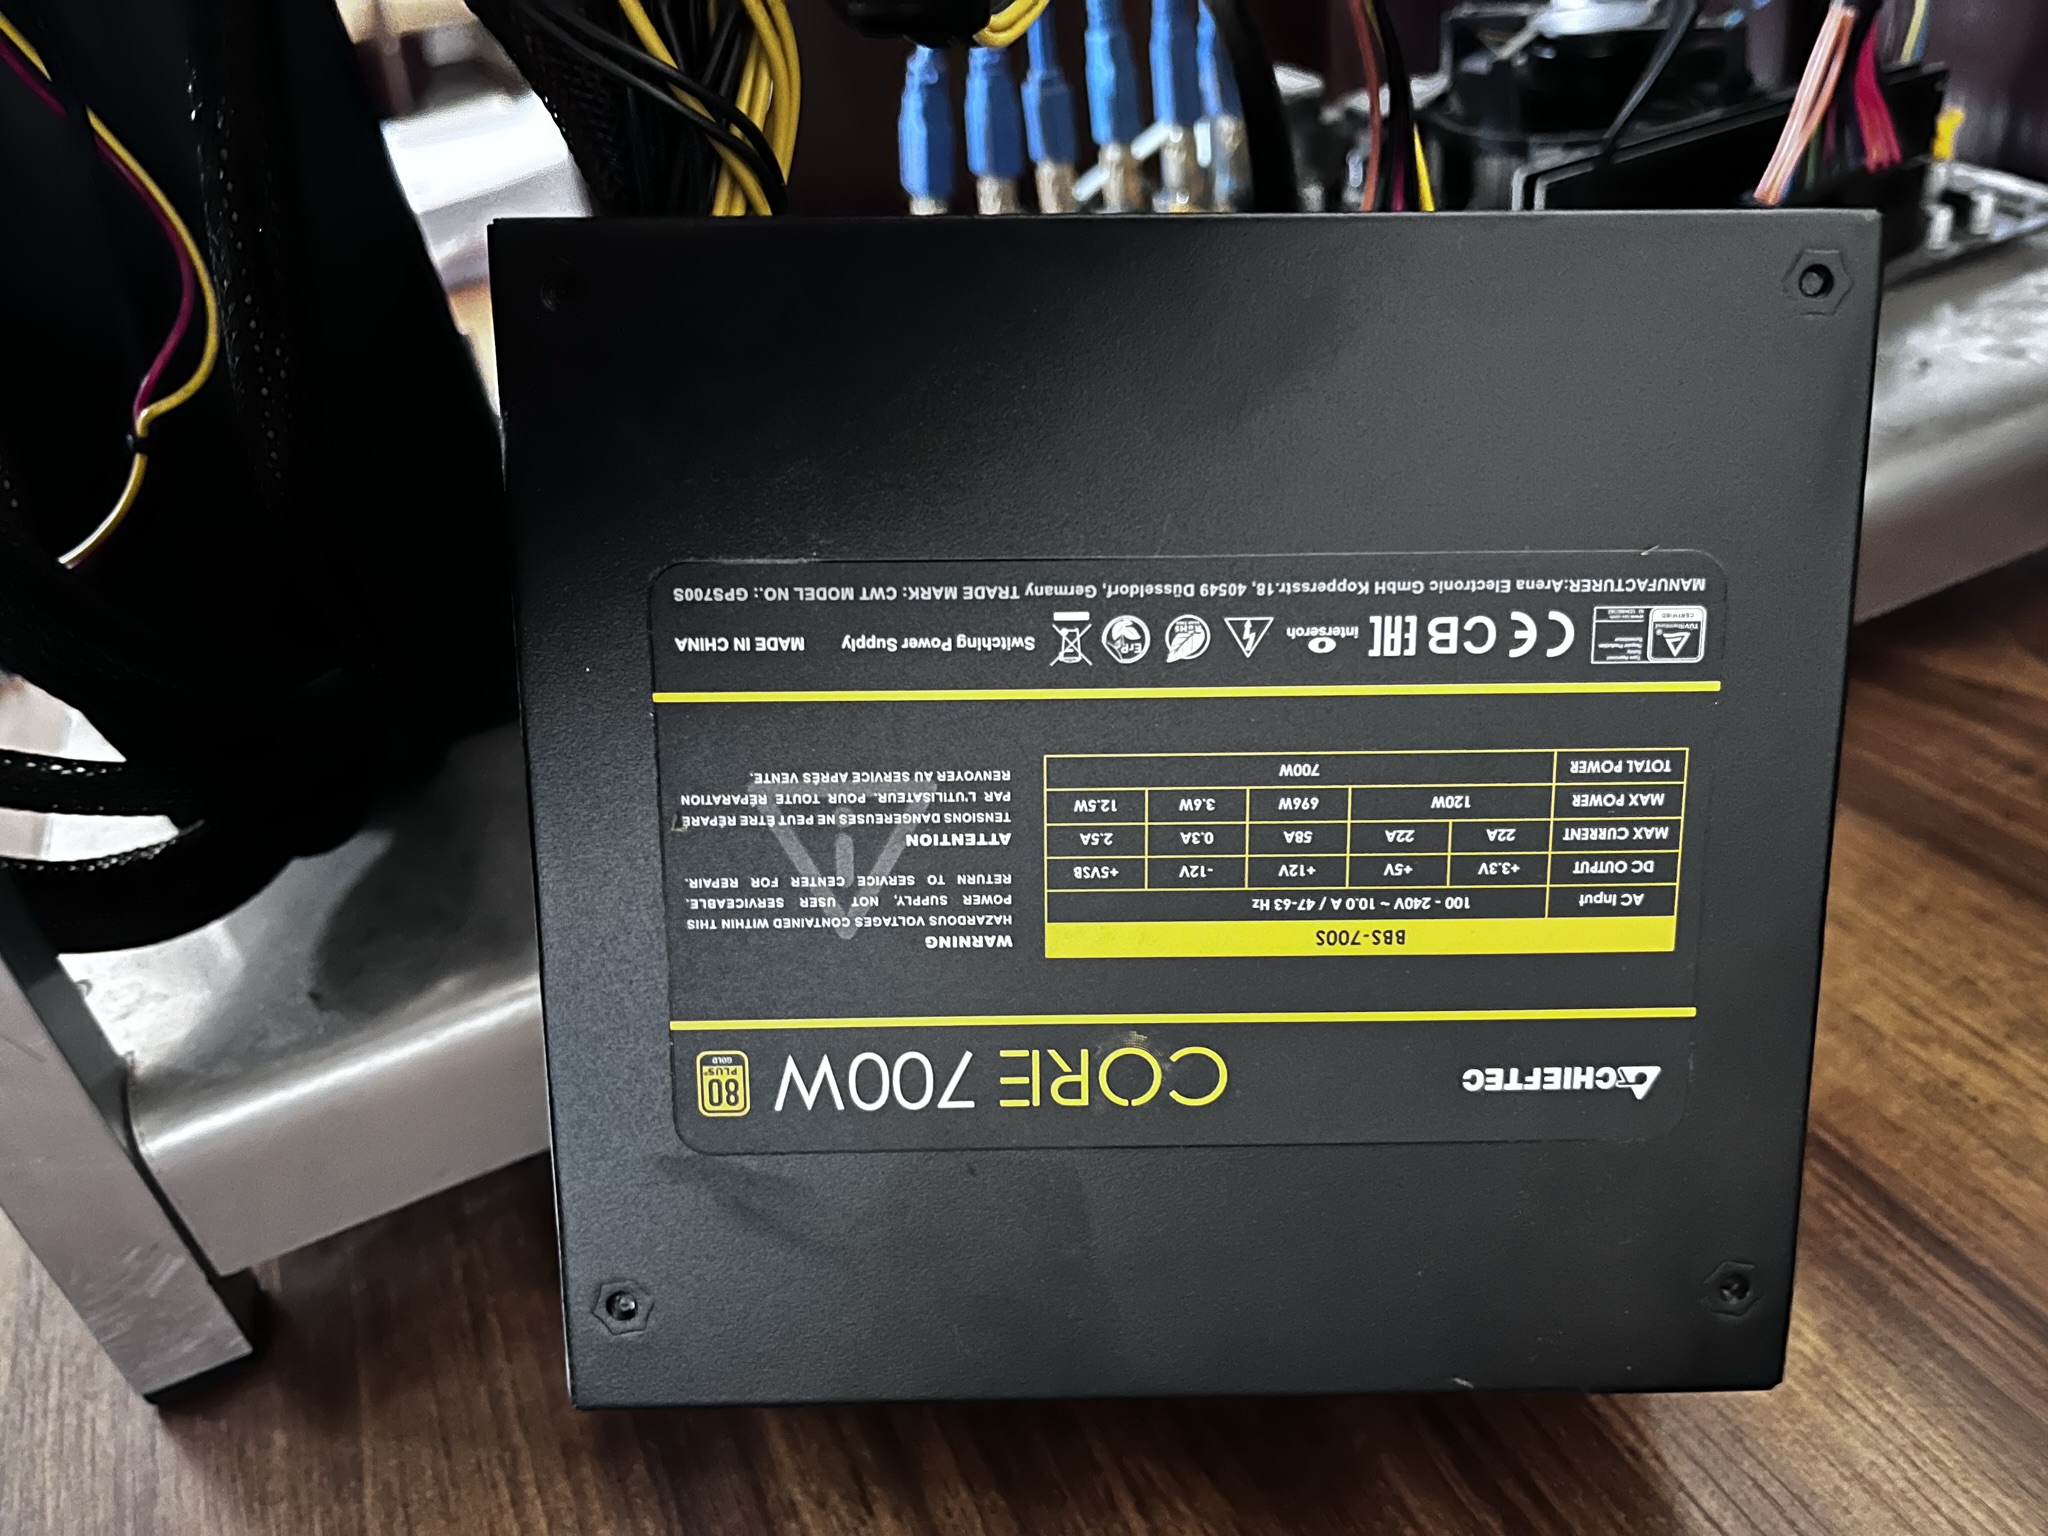 CHIEFTEC
CORE 700W
80
PLUS
GOLD
BBS-700S
AC Input 100 - 240V ~ 10.0 A / 47-63 Hz
DC OUTPUT +3.3V +5V +12V -12V +5VSB
MAX CURRENT 22A 22A 58A 0.3A 2.5A
MAX POWER 120W 696W 3.6W 12.5W
TOTAL POWER 700W
WARNING
HAZARDOUS VOLTAGES CONTAINED WITHIN THIS
POWER SUPPLY, NOT USER SERVICEABLE.
RETURN TO SERVICE CENTER FOR REPAIR.
ATTENTION
TENSIONS DANGEREUSES NE PEUT ÊTRE RÉPARÉ
PAR L'UTILISATEUR. POUR TOUTE RÉPARATION
RENVOYER AU SERVICE APRÈS VENTE.
TÜVRheinland
CERTIFIED
CE CB EAC interseroh RoHS ErP Switching Power Supply MADE IN CHINA
MANUFACTURER:Arena Electronic GmbH Koppersstr.18, 40549 Düsseldorf, Germany TRADE MARK: CWT MODEL NO.: GPS700S